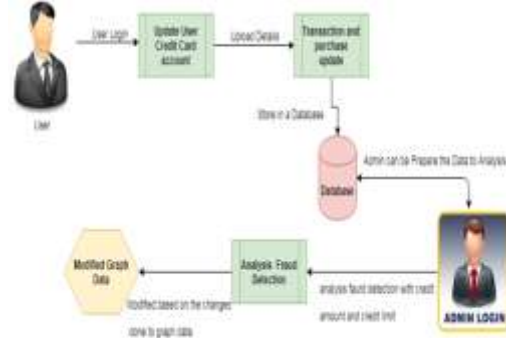 User Login
Update User
Credit Card
account
Upload Details
Transaction and
purchase
update
User
Store in a Database
Database
Admin can be Prepare the Data to Analysis
Modified Graph
Data
Analysis Fraud
Selection
ADMIN LOGIN
analysis fraud detection with credit
amount and credit limit
Modified based on the changes
done to graph data